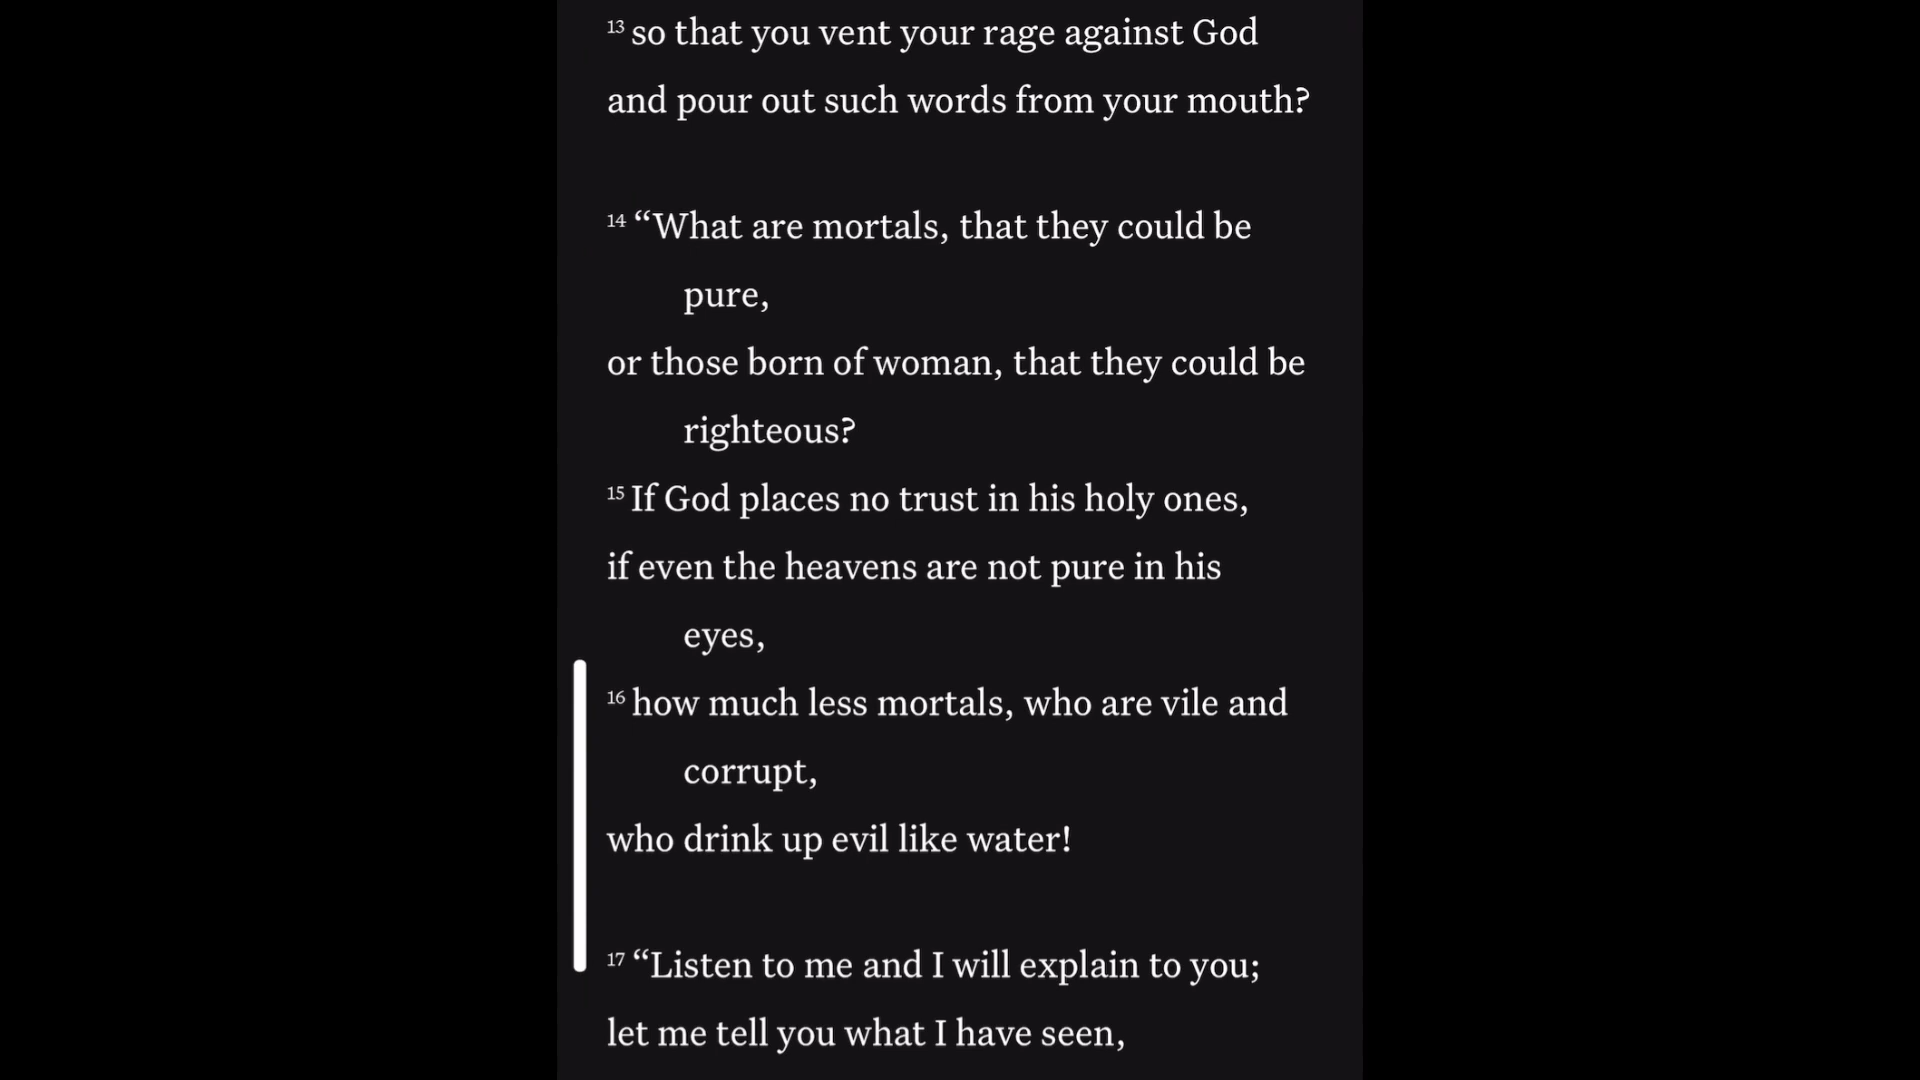 13 so that you vent your rage against God
and pour out such words from your mouth?
14 “What are mortals, that they could be
pure,
or those born of woman, that they could be
righteous?
15 If God places no trust in his holy ones,
if even the heavens are not pure in his
eyes,
16 how much less mortals, who are vile and
corrupt,
who drink up evil like water!
17 “Listen to me and I will explain to you;
let me tell you what I have seen,